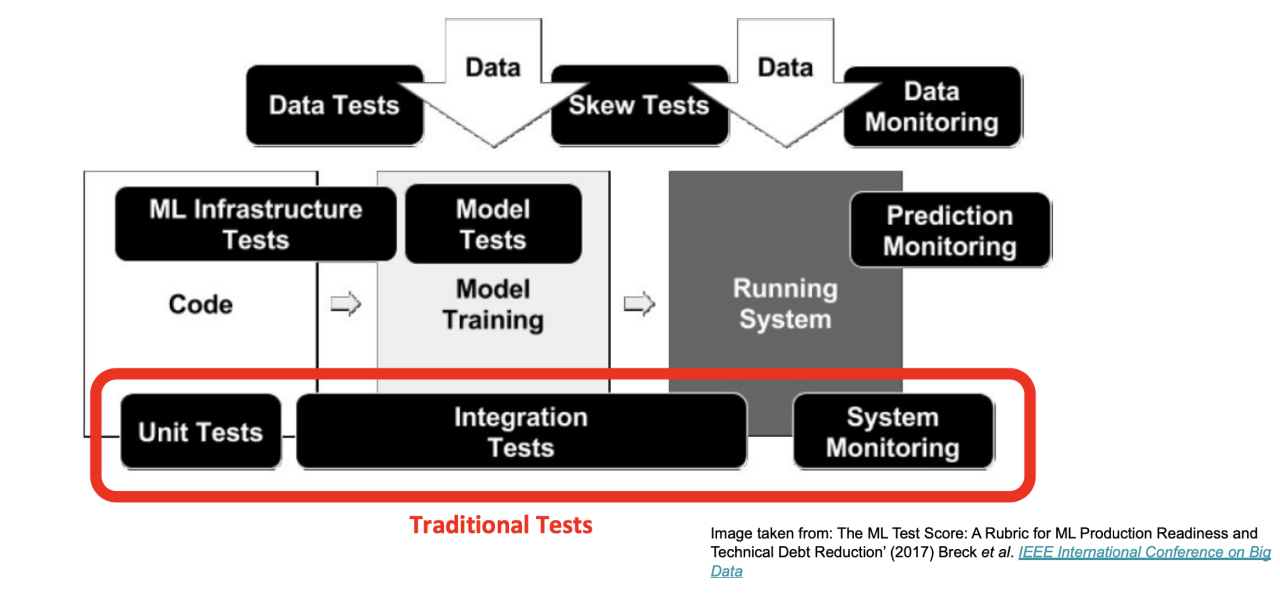 Data
Data
Data Tests
Skew Tests
Data
Monitoring
ML Infrastructure
Tests
Model
Tests
Prediction
Monitoring
Code
Model
Training
Running
System
Unit Tests
Integration
Tests
System
Monitoring
Traditional Tests
Image taken from: The ML Test Score: A Rubric for ML Production Readiness and
Technical Debt Reduction’ (2017) Breck et al. IEEE International Conference on Big
Data